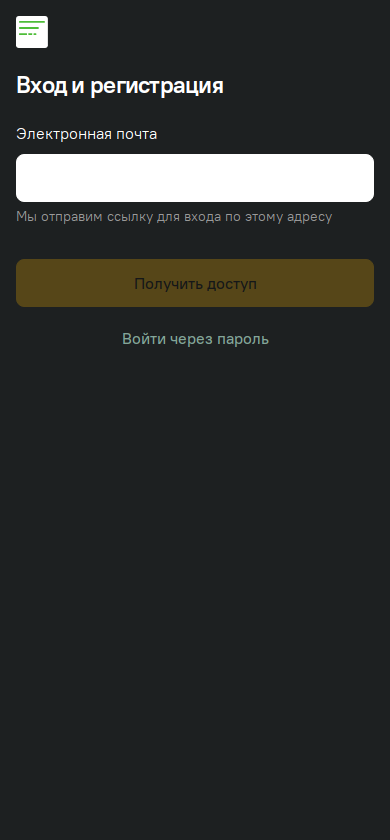 Вход и регистрация
Электронная почта
Мы отправим ссылку для входа по этому адресу
Получить доступ
Войти через пароль